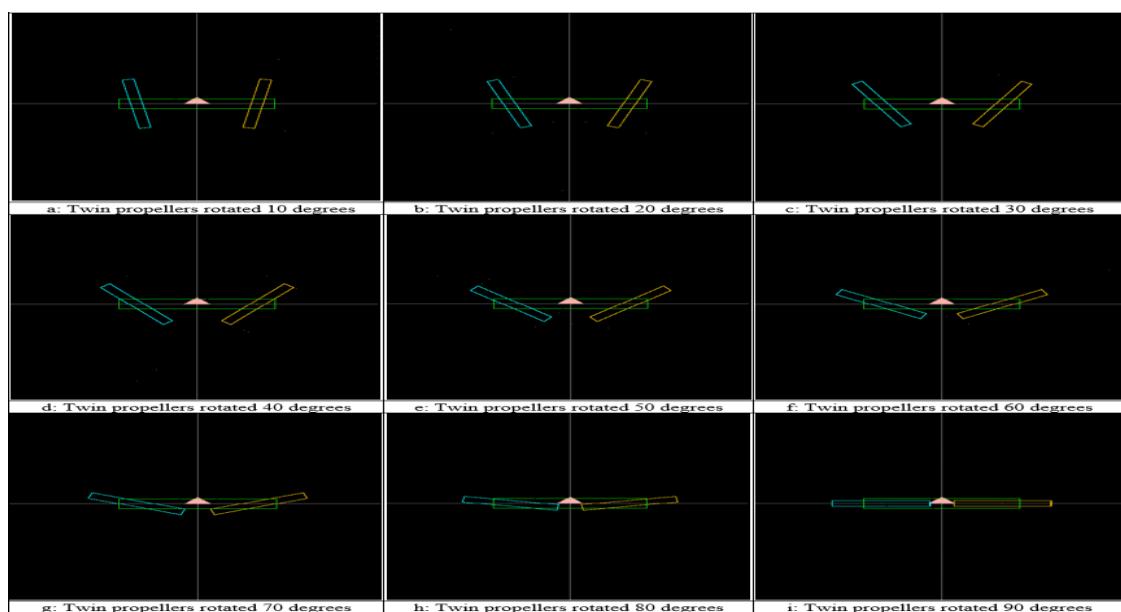 a: Twin propellers rotated 10 degrees
b: Twin propellers rotated 20 degrees
c: Twin propellers rotated 30 degrees
d: Twin propellers rotated 40 degrees
e: Twin propellers rotated 50 degrees
f: Twin propellers rotated 60 degrees
g: Twin propellers rotated 70 degrees
h: Twin propellers rotated 80 degrees
i: Twin propellers rotated 90 degrees